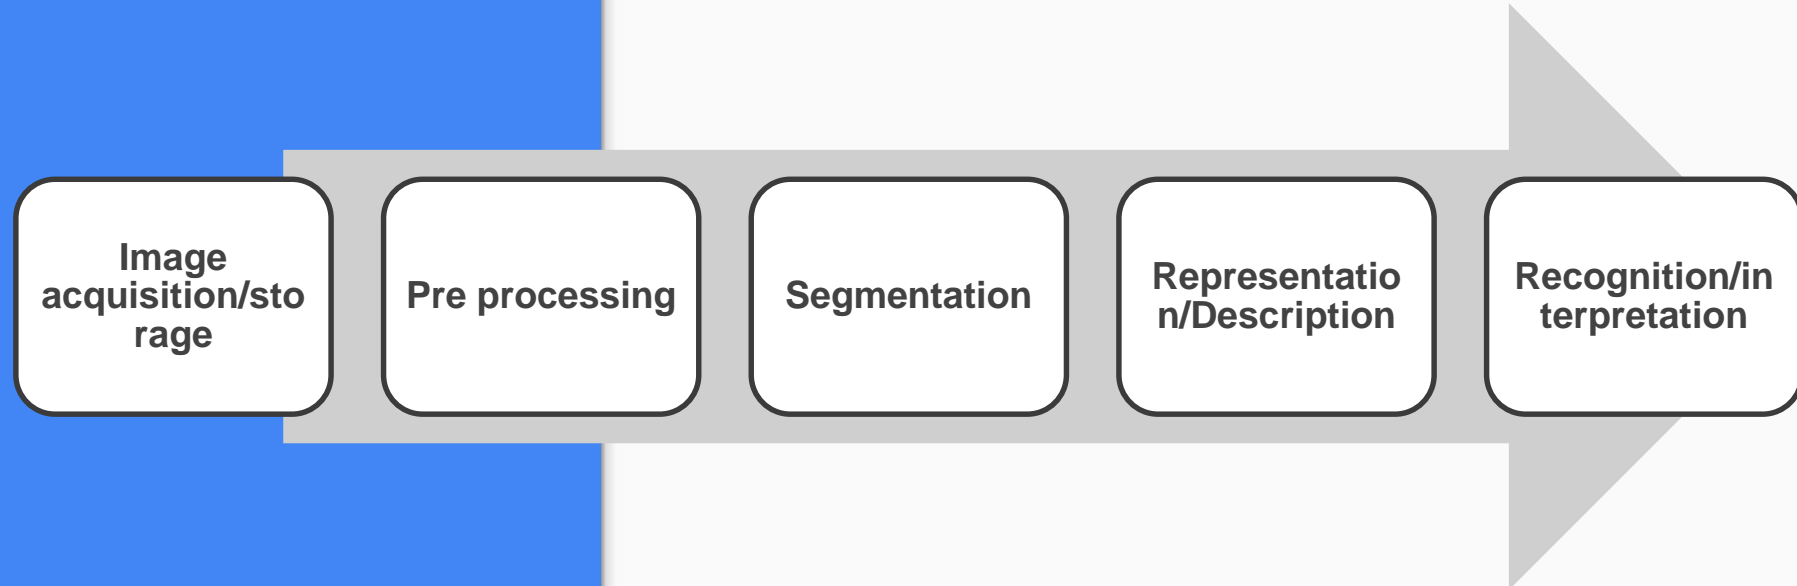 Image
acquisition/sto
rage
Pre processing
Segmentation
Representatio
n/Description
Recognition/in
terpretation